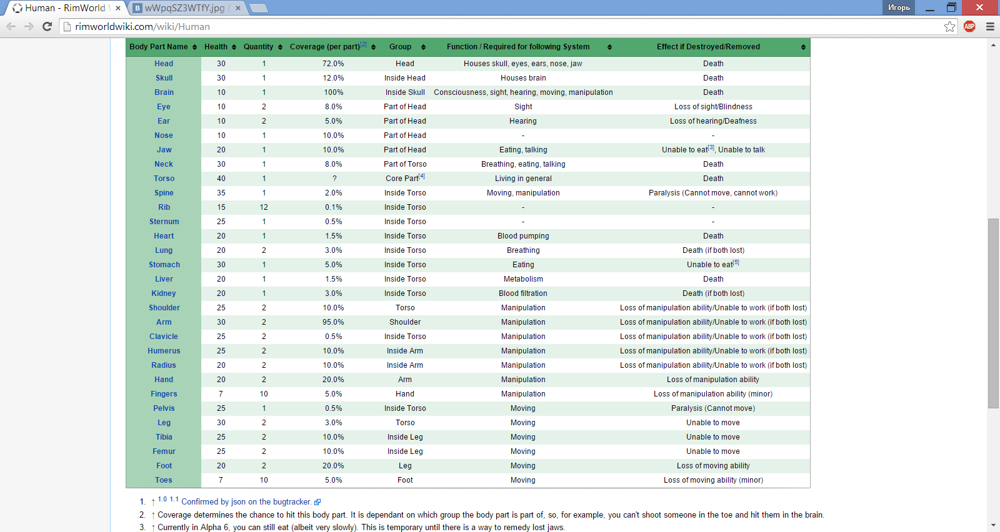 Human - RimWorld
wWpqSZ3WTfY.jpg (
Игорь
rimworldwiki.com/wiki/Human
ABP
Body Part Name Health Quantity Coverage (per part)[2] Group Function / Required for following System Effect if Destroyed/Removed
Head 30 1 72.0% Head Houses skull, eyes, ears, nose, jaw Death
Skull 30 1 12.0% Inside Head Houses brain Death
Brain 10 1 100% Inside Skull Consciousness, sight, hearing, moving, manipulation Death
Eye 10 2 8.0% Part of Head Sight Loss of sight/Blindness
Ear 10 2 5.0% Part of Head Hearing Loss of hearing/Deafness
Nose 10 1 10.0% Part of Head - -
Jaw 20 1 10.0% Part of Head Eating, talking Unable to eat[3], Unable to talk
Neck 30 1 8.0% Part of Torso Breathing, eating, talking Death
Torso 40 1 ? Core Part[4] Living in general Death
Spine 35 1 2.0% Inside Torso Moving, manipulation Paralysis (Cannot move, cannot work)
Rib 15 12 0.1% Inside Torso - -
Sternum 25 1 0.5% Inside Torso - -
Heart 20 1 1.5% Inside Torso Blood pumping Death
Lung 20 2 3.0% Inside Torso Breathing Death (if both lost)
Stomach 30 1 5.0% Inside Torso Eating Unable to eat[5]
Liver 20 1 1.5% Inside Torso Metabolism Death
Kidney 20 1 3.0% Inside Torso Blood filtration Death (if both lost)
Shoulder 25 2 10.0% Torso Manipulation Loss of manipulation ability/Unable to work (if both lost)
Arm 30 2 95.0% Shoulder Manipulation Loss of manipulation ability/Unable to work (if both lost)
Clavicle 25 2 0.5% Inside Torso Manipulation Loss of manipulation ability/Unable to work (if both lost)
Humerus 25 2 10.0% Inside Arm Manipulation Loss of manipulation ability/Unable to work (if both lost)
Radius 20 2 10.0% Inside Arm Manipulation Loss of manipulation ability/Unable to work (if both lost)
Hand 20 2 20.0% Arm Manipulation Loss of manipulation ability
Fingers 7 10 5.0% Hand Manipulation Loss of manipulation ability (minor)
Pelvis 25 1 0.5% Inside Torso Moving Paralysis (Cannot move)
Leg 30 2 3.0% Torso Moving Unable to move
Tibia 25 2 10.0% Inside Leg Moving Unable to move
Femur 25 2 10.0% Inside Leg Moving Unable to move
Foot 20 2 20.0% Leg Moving Loss of moving ability
Toes 7 10 5.0% Foot Moving Loss of moving ability (minor)
1. ↑ 1.0 1.1 Confirmed by json on the bugtracker.
2. ↑ Coverage determines the chance to hit this body part. It is dependant on which group the body part is part of, so, for example, you can't shoot someone in the toe and hit them in the brain.
3. ↑ Currently in Alpha 6, you can still eat (albeit very slowly). This is temporary until there is a way to remedy lost jaws.